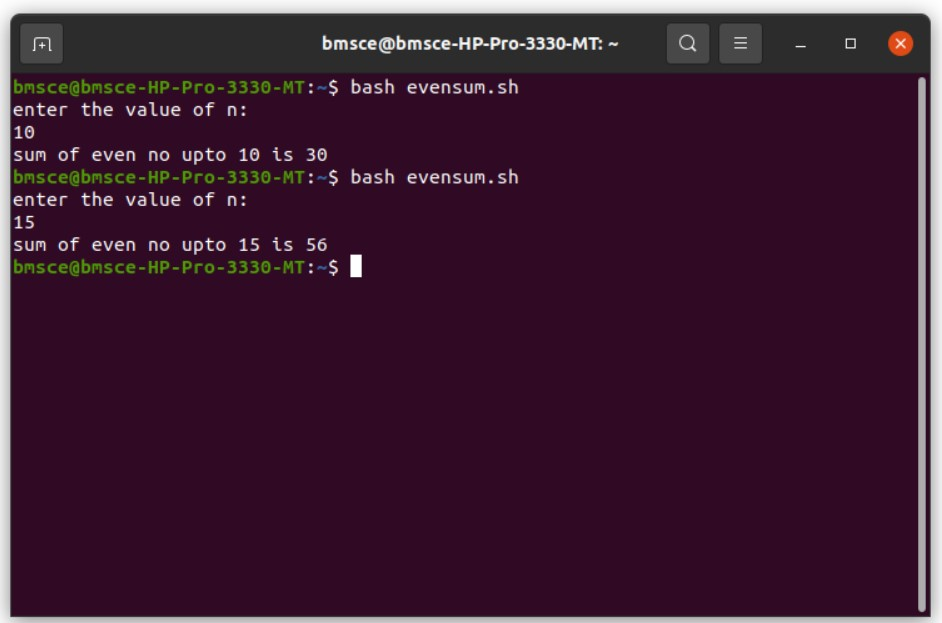 bmsce@bmsce-HP-Pro-3330-MT: ~
bmsce@bmsce-HP-Pro-3330-MT:~$ bash evensum.sh
enter the value of n:
10
sum of even no upto 10 is 30
bmsce@bmsce-HP-Pro-3330-MT:~$ bash evensum.sh
enter the value of n:
15
sum of even no upto 15 is 56
bmsce@bmsce-HP-Pro-3330-MT:~$